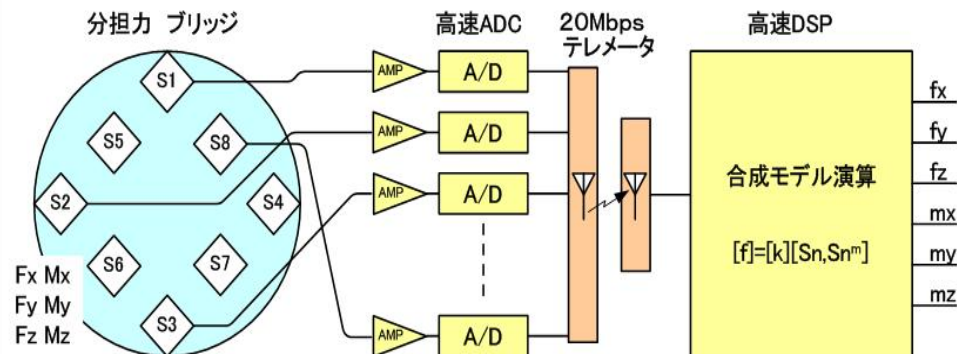 分担力 ブリッジ
高速ADC
20Mbps
テレメータ
高速DSP
S1
S5
S8
S2
S4
S6
S7
S3
Fx Mx
Fy My
Fz Mz
AMP
A/D
AMP
A/D
AMP
A/D
AMP
A/D
合成モデル演算
[f]=[k][Sn,Snᵐ]
fx
fy
fz
mx
my
mz